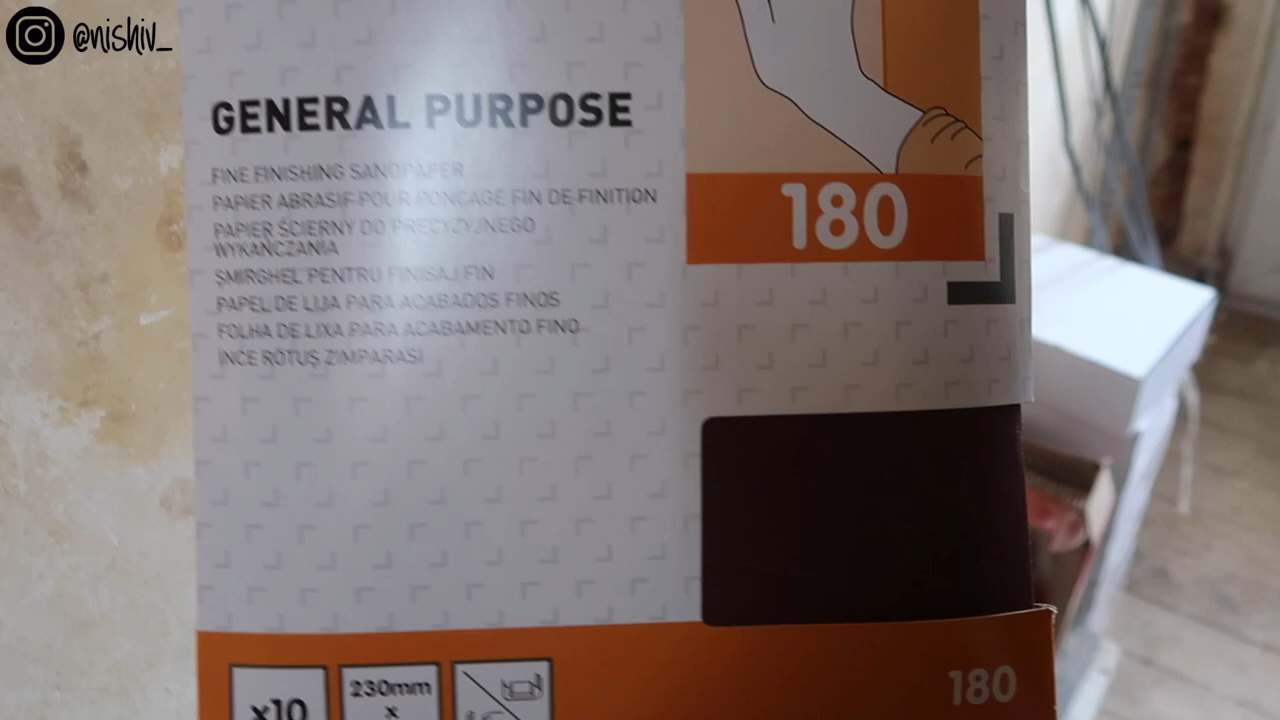 @nishiv_
GENERAL PURPOSE
FINE FINISHING SANDPAPER
PAPIER ABRASIF POUR PONCAGE FIN DE FINITION
PAPIER ŚCIERNY DO PRECYZYJNEGO
WYKAŃCZANIA
ŞMIRGHEL PENTRU FINISAJ FIN
PAPEL DE LIJA PARA ACABADOS FINOS
FOLHA DE LIXA PARA ACABAMENTO FINO
İNCE RÖTUŞ ZIMPARASI
180
x10
230mm
x
180